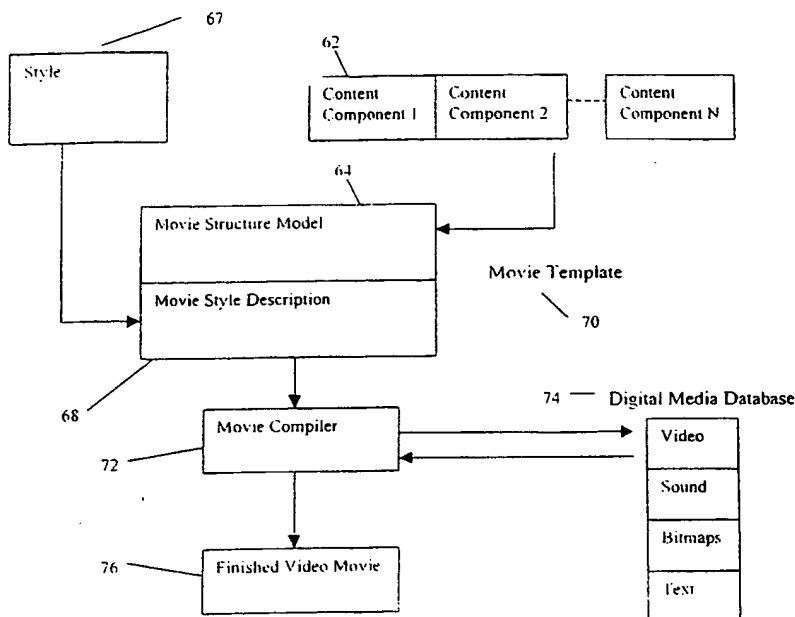 67
Style
62
Content
Component 1
Content
Component 2
Content
Component N
64
Movie Structure Model
Movie Template
Movie Style Description
70
68
74 Digital Media Database
Movie Compiler
Video
72
Sound
Bitmaps
76
Finished Video Movie
Text